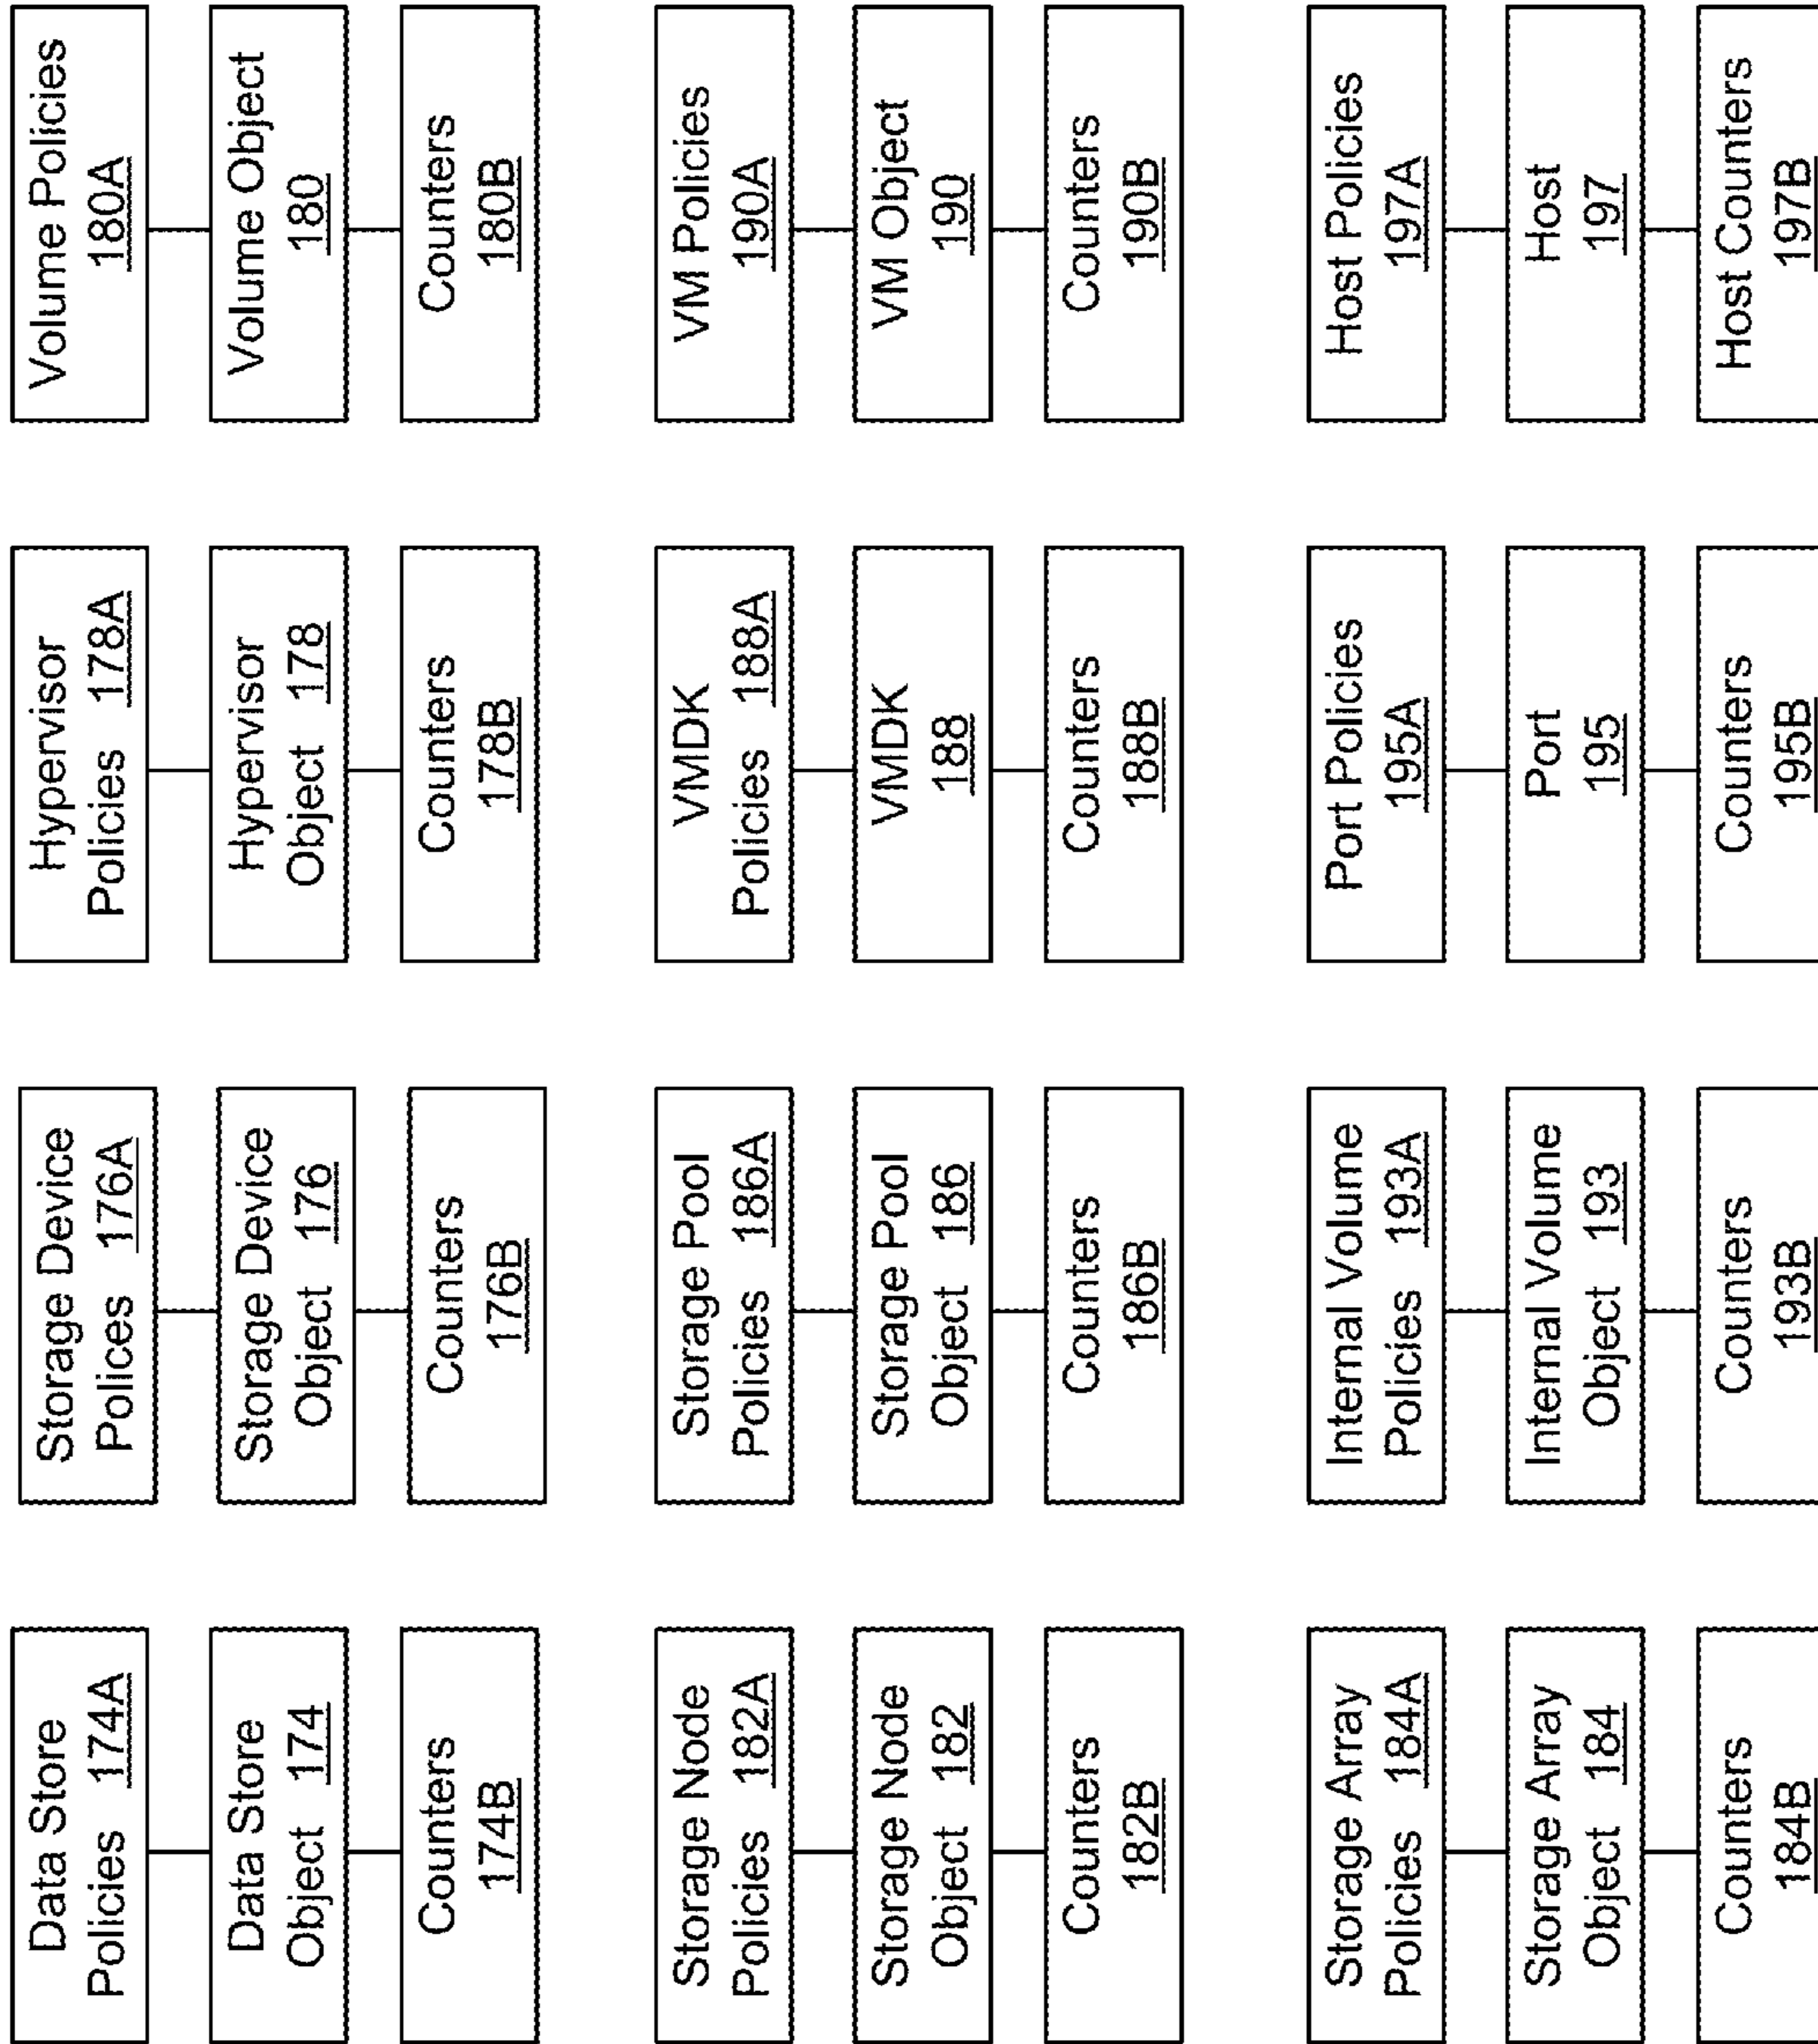 Data Store
Policies 174A
Data Store
Object 174
Counters
174B
Storage Device
Polices 176A
Storage Device
Object 176
Counters
176B
Hypervisor
Policies 178A
Hypervisor
Object 178
Counters
178B
Volume Policies
180A
Volume Object
180
Counters
180B
Storage Node
Policies 182A
Storage Node
Object 182
Counters
182B
Storage Pool
Policies 186A
Storage Pool
Object 186
Counters
186B
VMDK
Policies 188A
VMDK
188
Counters
188B
VM Policies
190A
VM Object
190
Counters
190B
Storage Array
Policies 184A
Storage Array
Object 184
Counters
184B
Internal Volume
Policies 193A
Internal Volume
Object 193
Counters
193B
Port Policies
195A
Port
195
Counters
195B
Host Policies
197A
Host
197
Host Counters
197B